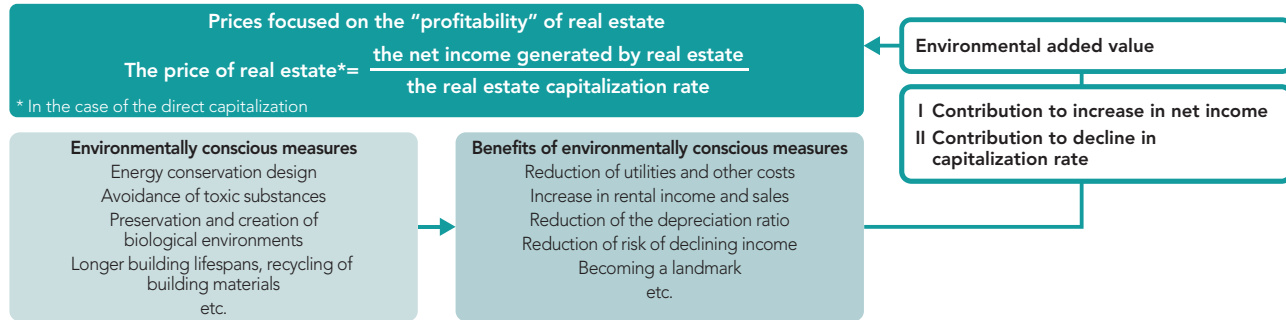 Prices focused on the “profitability” of real estate
The price of real estate*=
the net income generated by real estate
the real estate capitalization rate
* In the case of the direct capitalization
Environmental added value
I Contribution to increase in net income
II Contribution to decline in
capitalization rate
Environmentally conscious measures
Energy conservation design
Avoidance of toxic substances
Preservation and creation of
biological environments
Longer building lifespans, recycling of
building materials
etc.
Benefits of environmentally conscious measures
Reduction of utilities and other costs
Increase in rental income and sales
Reduction of the depreciation ratio
Reduction of risk of declining income
Becoming a landmark
etc.